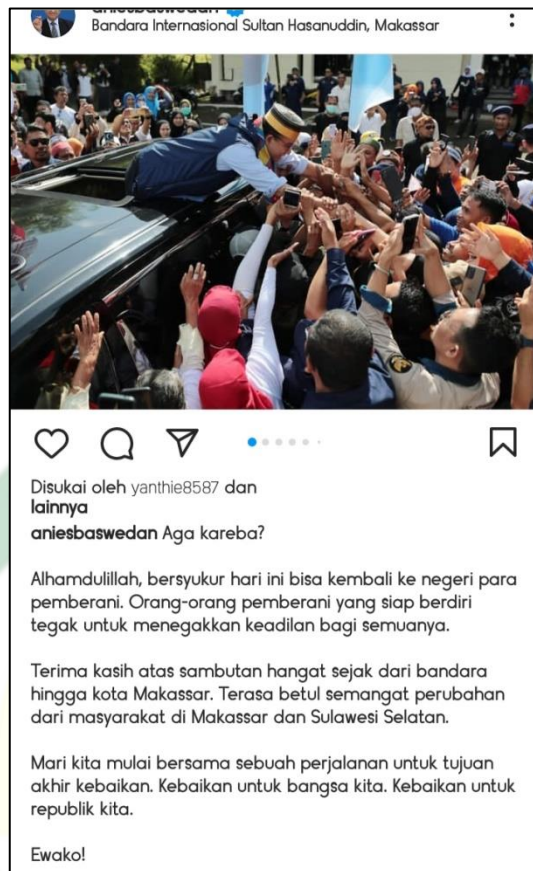 aniesbaswedan
Bandara Internasional Sultan Hasanuddin, Makassar
Disukai oleh yanthie8587 dan
lainnya
aniesbaswedan Aga kareba?
Alhamdulillah, bersyukur hari ini bisa kembali ke negeri para
pemberani. Orang-orang pemberani yang siap berdiri
tegak untuk menegakkan keadilan bagi semuanya.
Terima kasih atas sambutan hangat sejak dari bandara
hingga kota Makassar. Terasa betul semangat perubahan
dari masyarakat di Makassar dan Sulawesi Selatan.
Mari kita mulai bersama sebuah perjalanan untuk tujuan
akhir kebaikan. Kebaikan untuk bangsa kita. Kebaikan untuk
republik kita.
Ewako!